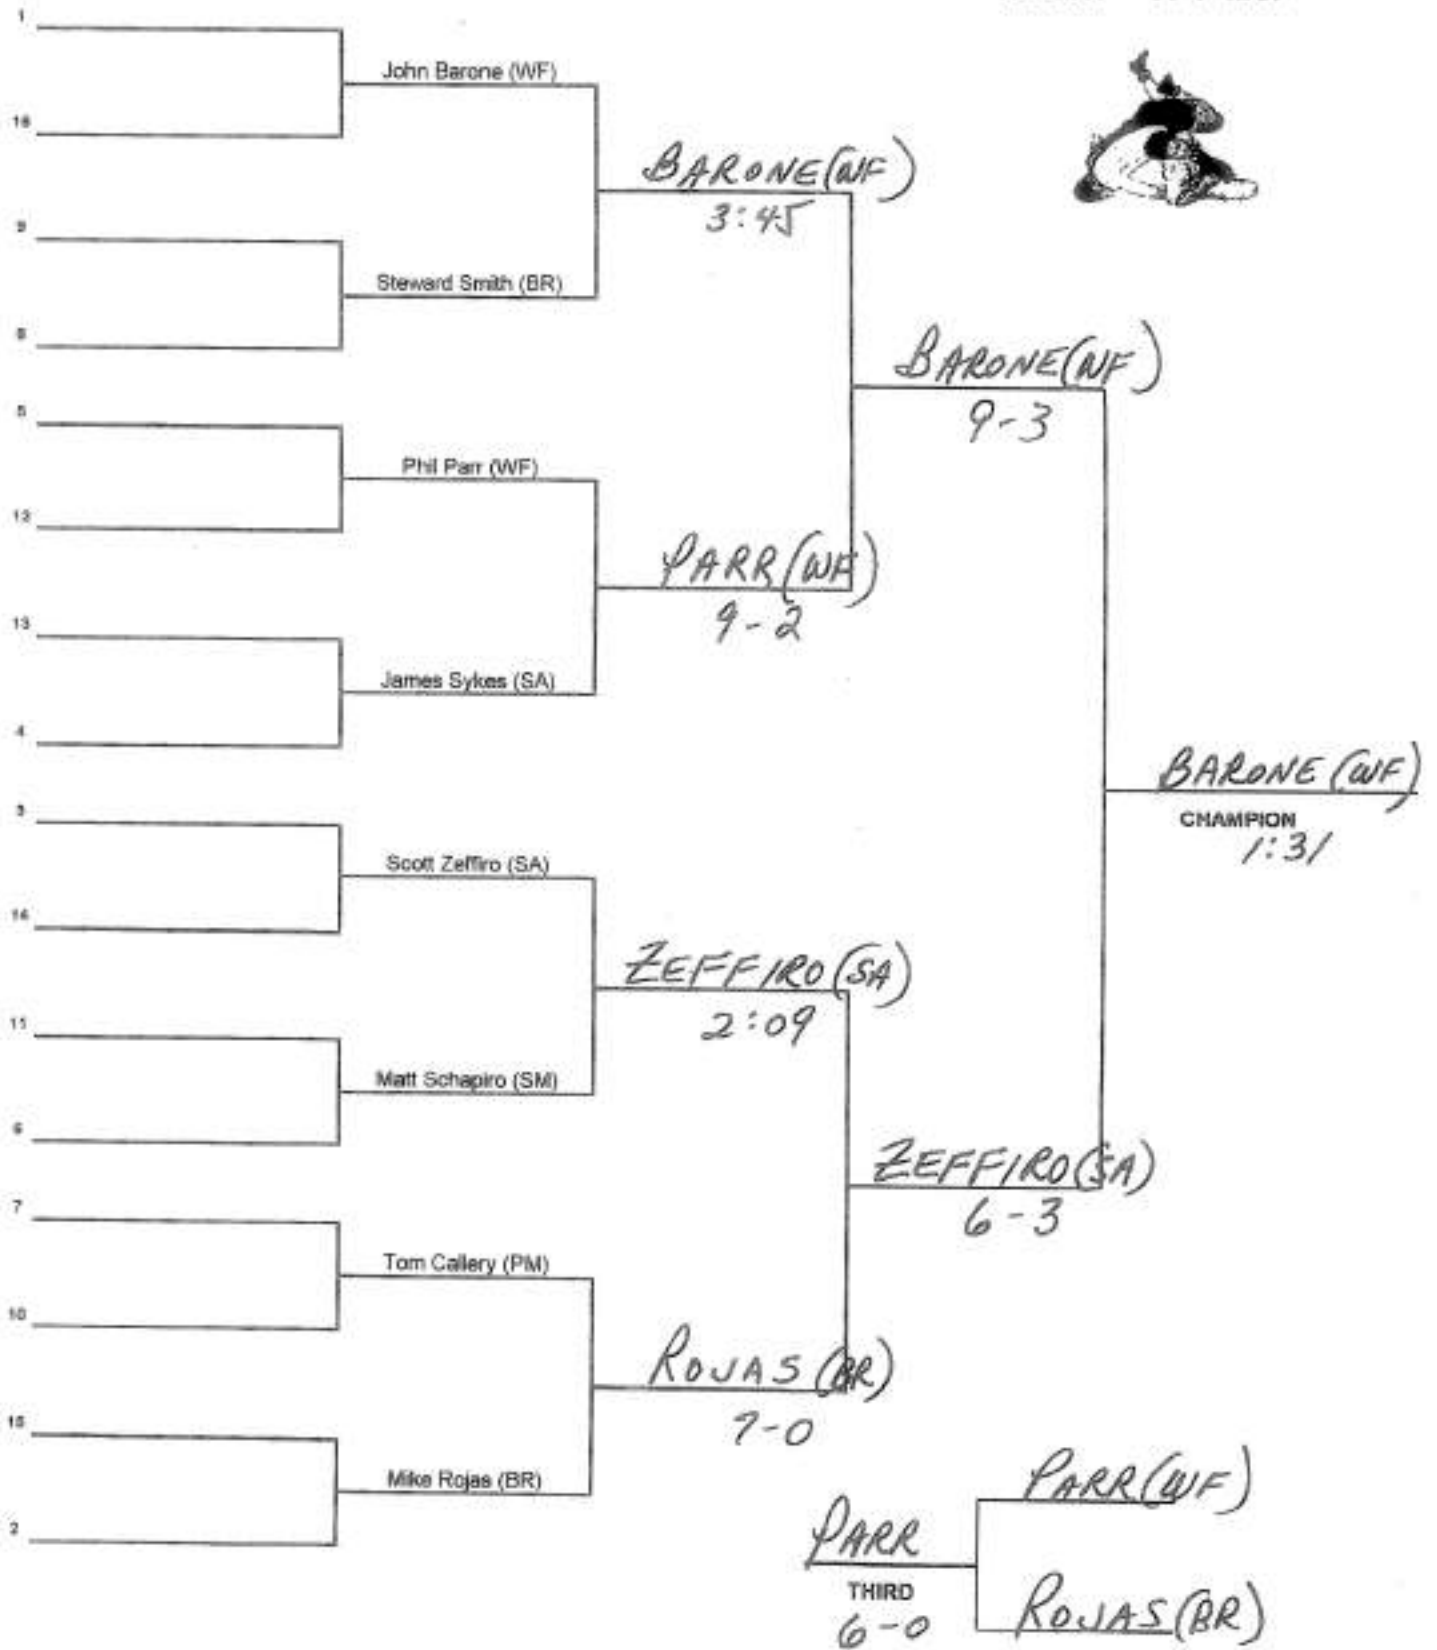 1
John Barone (WF)
16
BARONE (WF)
3:45
9
Steward Smith (BR)
8
BARONE (WF)
9-3
5
Phil Parr (WF)
12
PARR (WF)
9-2
13
James Sykes (SA)
4
BARONE (WF)
CHAMPION
1:31
3
Scott Zeffiro (SA)
14
ZEFFIRO (SA)
2:09
11
Matt Schapiro (SM)
6
ZEFFIRO (SA)
6-3
7
Tom Callery (PM)
10
ROJAS (BR)
7-0
15
Mike Rojas (BR)
2
PARR (WF)
PARR
THIRD
6-0
ROJAS (BR)